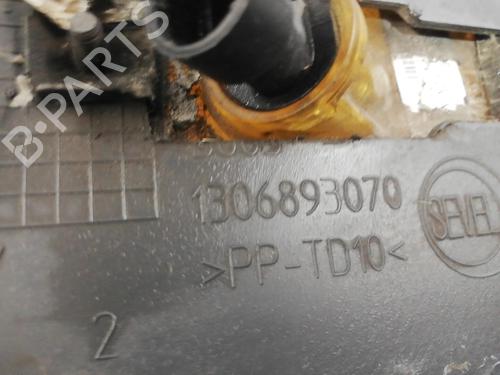 B-PARTS
1306893070
SEVEL
>PP-TD10<
2